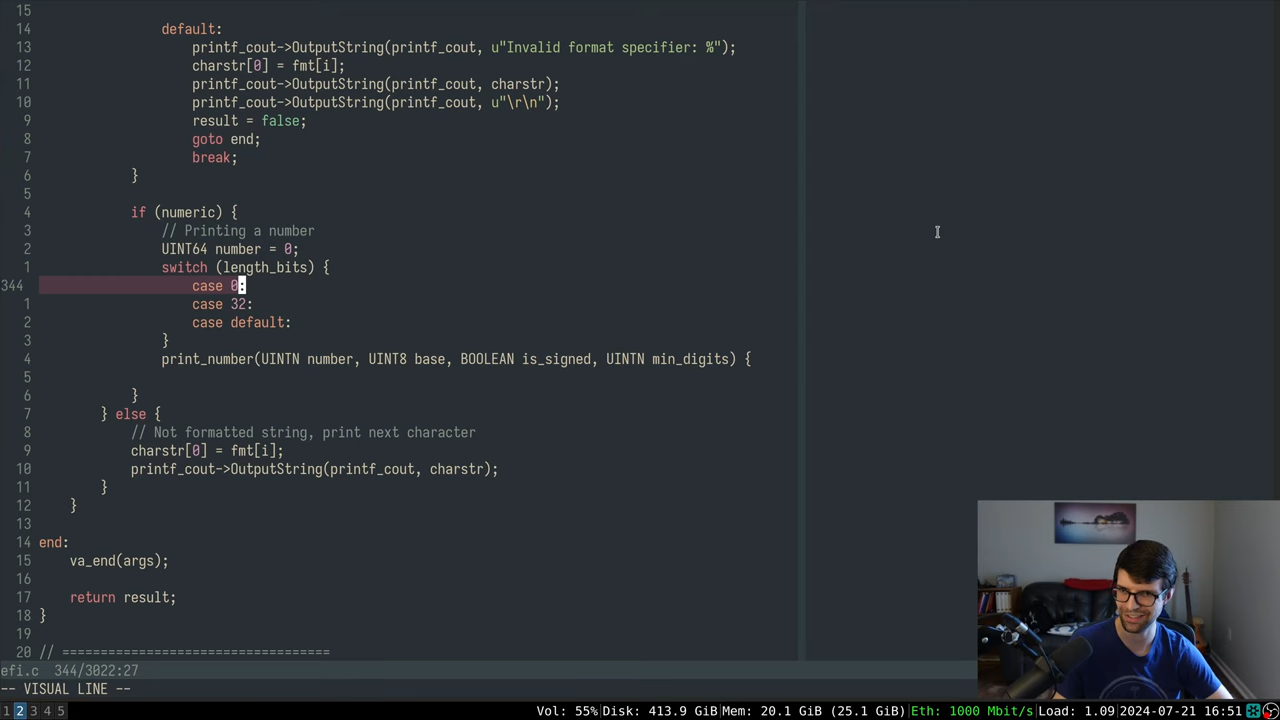 15
14 default:
13 printf_cout->OutputString(printf_cout, u"Invalid format specifier: %");
12 charstr[0] = fmt[i];
11 printf_cout->OutputString(printf_cout, charstr);
10 printf_cout->OutputString(printf_cout, u"\r\n");
9 result = false;
8 goto end;
7 break;
6 }
5
4 if (numeric) {
3 // Printing a number
2 UINT64 number = 0;
1 switch (length_bits) {
344 case 0:
1 case 32:
2 case default:
3 }
4 print_number(UINTN number, UINT8 base, BOOLEAN is_signed, UINTN min_digits) {
5
6 }
7 } else {
8 // Not formatted string, print next character
9 charstr[0] = fmt[i];
10 printf_cout->OutputString(printf_cout, charstr);
11 }
12 }
13
14 end:
15 va_end(args);
16
17 return result;
18 }
19
20 // ===================================
efi.c 344/3022:27
-- VISUAL LINE --
1 2 3 4 5 Vol: 55% Disk: 413.9 GiB Mem: 20.1 GiB (25.1 GiB) Eth: 1000 Mbit/s Load: 1.09 2024-07-21 16:51